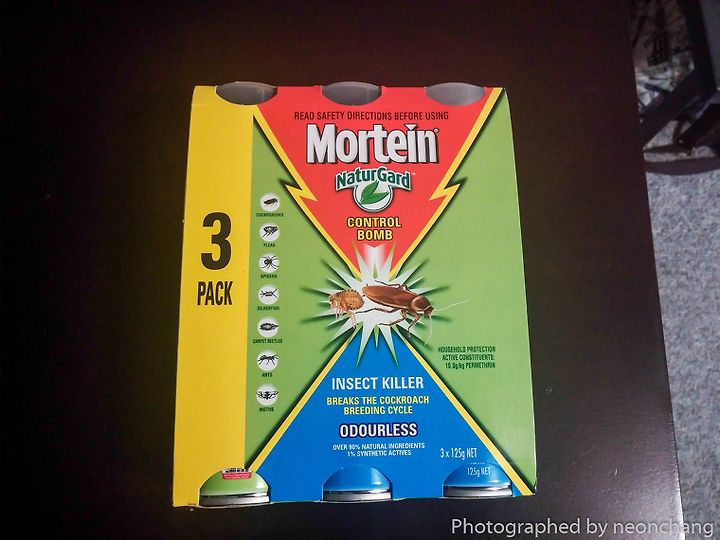 READ SAFETY DIRECTIONS BEFORE USING
Mortein®
NaturGard™
CONTROL
BOMB
3
PACK
COCKROACHES
FLEAS
SPIDERS
SILVERFISH
CARPET BEETLES
ANTS
MOTHS
HOUSEHOLD PROTECTION
ACTIVE CONSTITUENTS:
10.0g/kg PERMETHRIN
INSECT KILLER
BREAKS THE COCKROACH
BREEDING CYCLE
ODOURLESS
OVER 90% NATURAL INGREDIENTS
1% SYNTHETIC ACTIVES
3 x 125g NET
125g NET
Photographed by neonchang